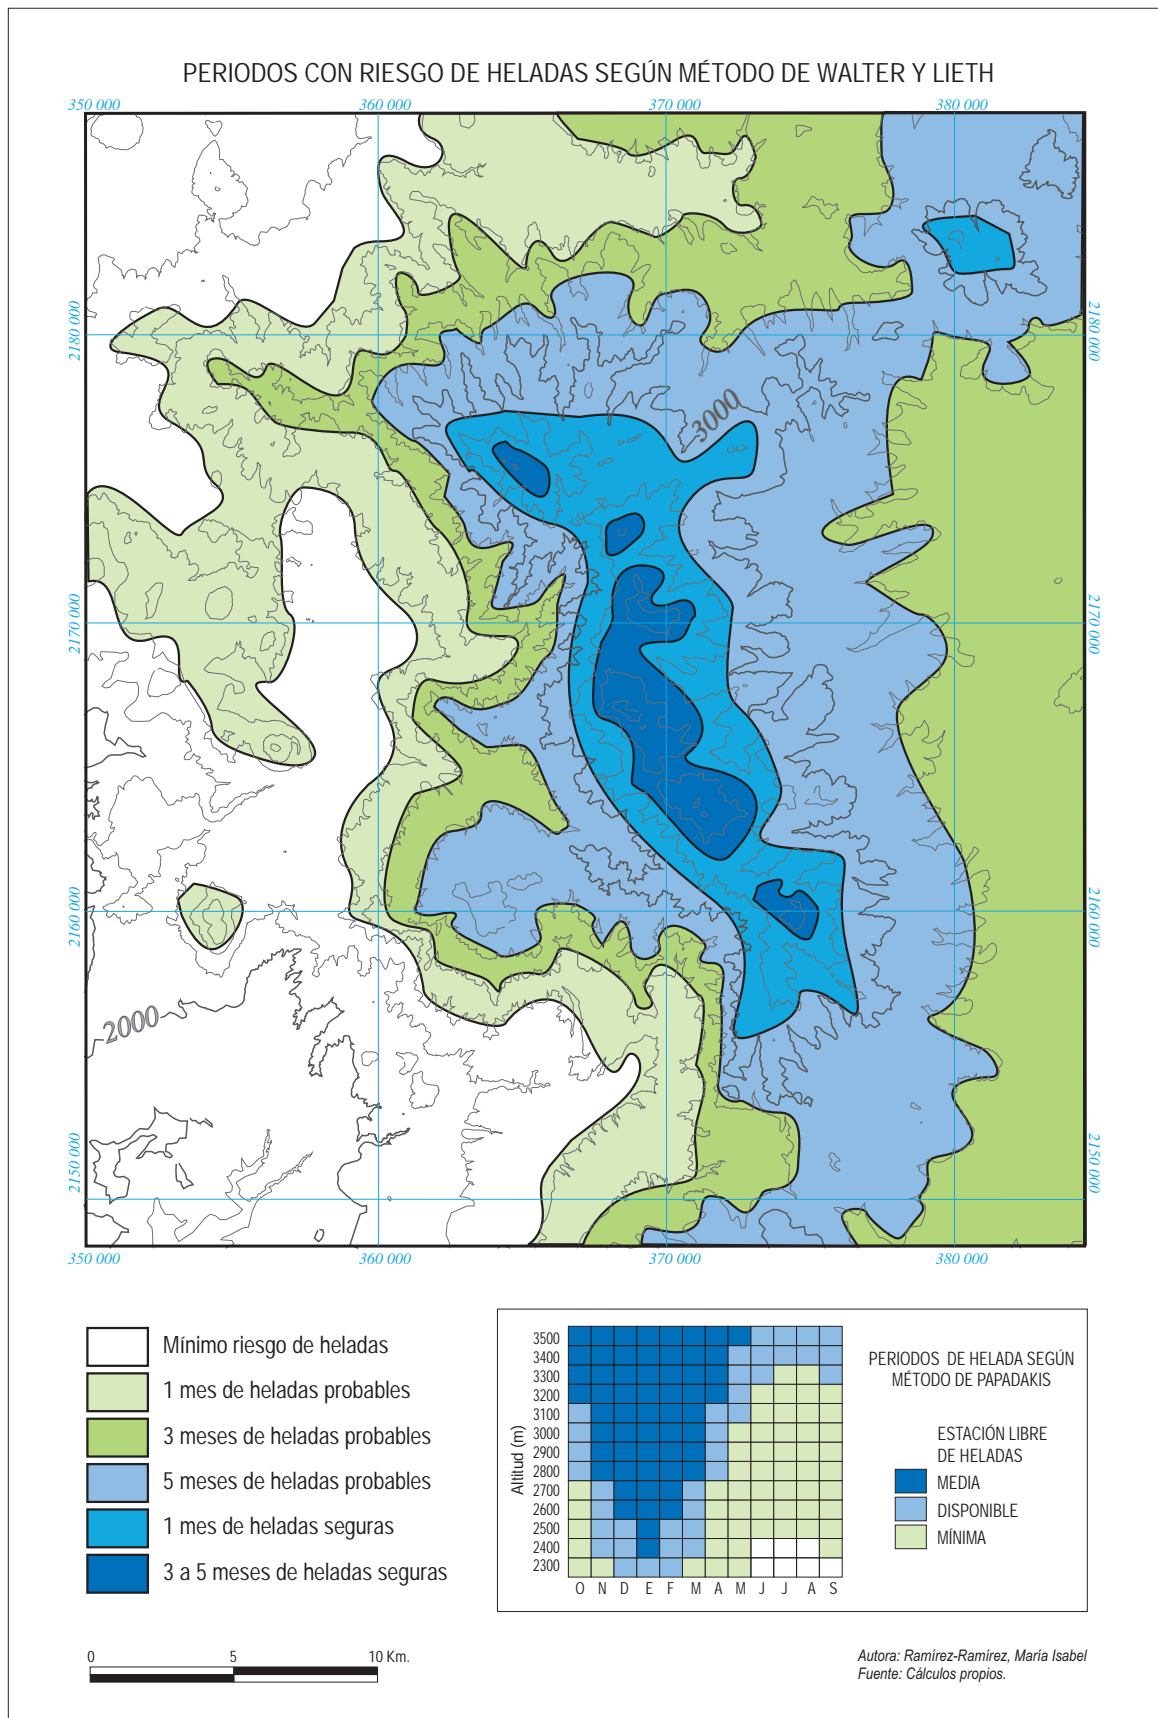 PERIODOS CON RIESGO DE HELADAS SEGÚN MÉTODO DE WALTER Y LIETH
350 000
360 000
370 000
380 000
2180 000
2180 000
3000
2170 000
2170 000
2160 000
2160 000
2000
2150 000
2150 000
350 000
360 000
370 000
380 000
Mínimo riesgo de heladas
1 mes de heladas probables
3 meses de heladas probables
5 meses de heladas probables
1 mes de heladas seguras
3 a 5 meses de heladas seguras
Altitud (m)
3500
3400
3300
3200
3100
3000
2900
2800
2700
2600
2500
2400
2300
O N D E F M A M J J A S
PERIODOS DE HELADA SEGÚN
MÉTODO DE PAPADAKIS
ESTACIÓN LIBRE
DE HELADAS
MEDIA
DISPONIBLE
MÍNIMA
0 5 10 Km.
Autora: Ramírez-Ramírez, María Isabel
Fuente: Cálculos propios.